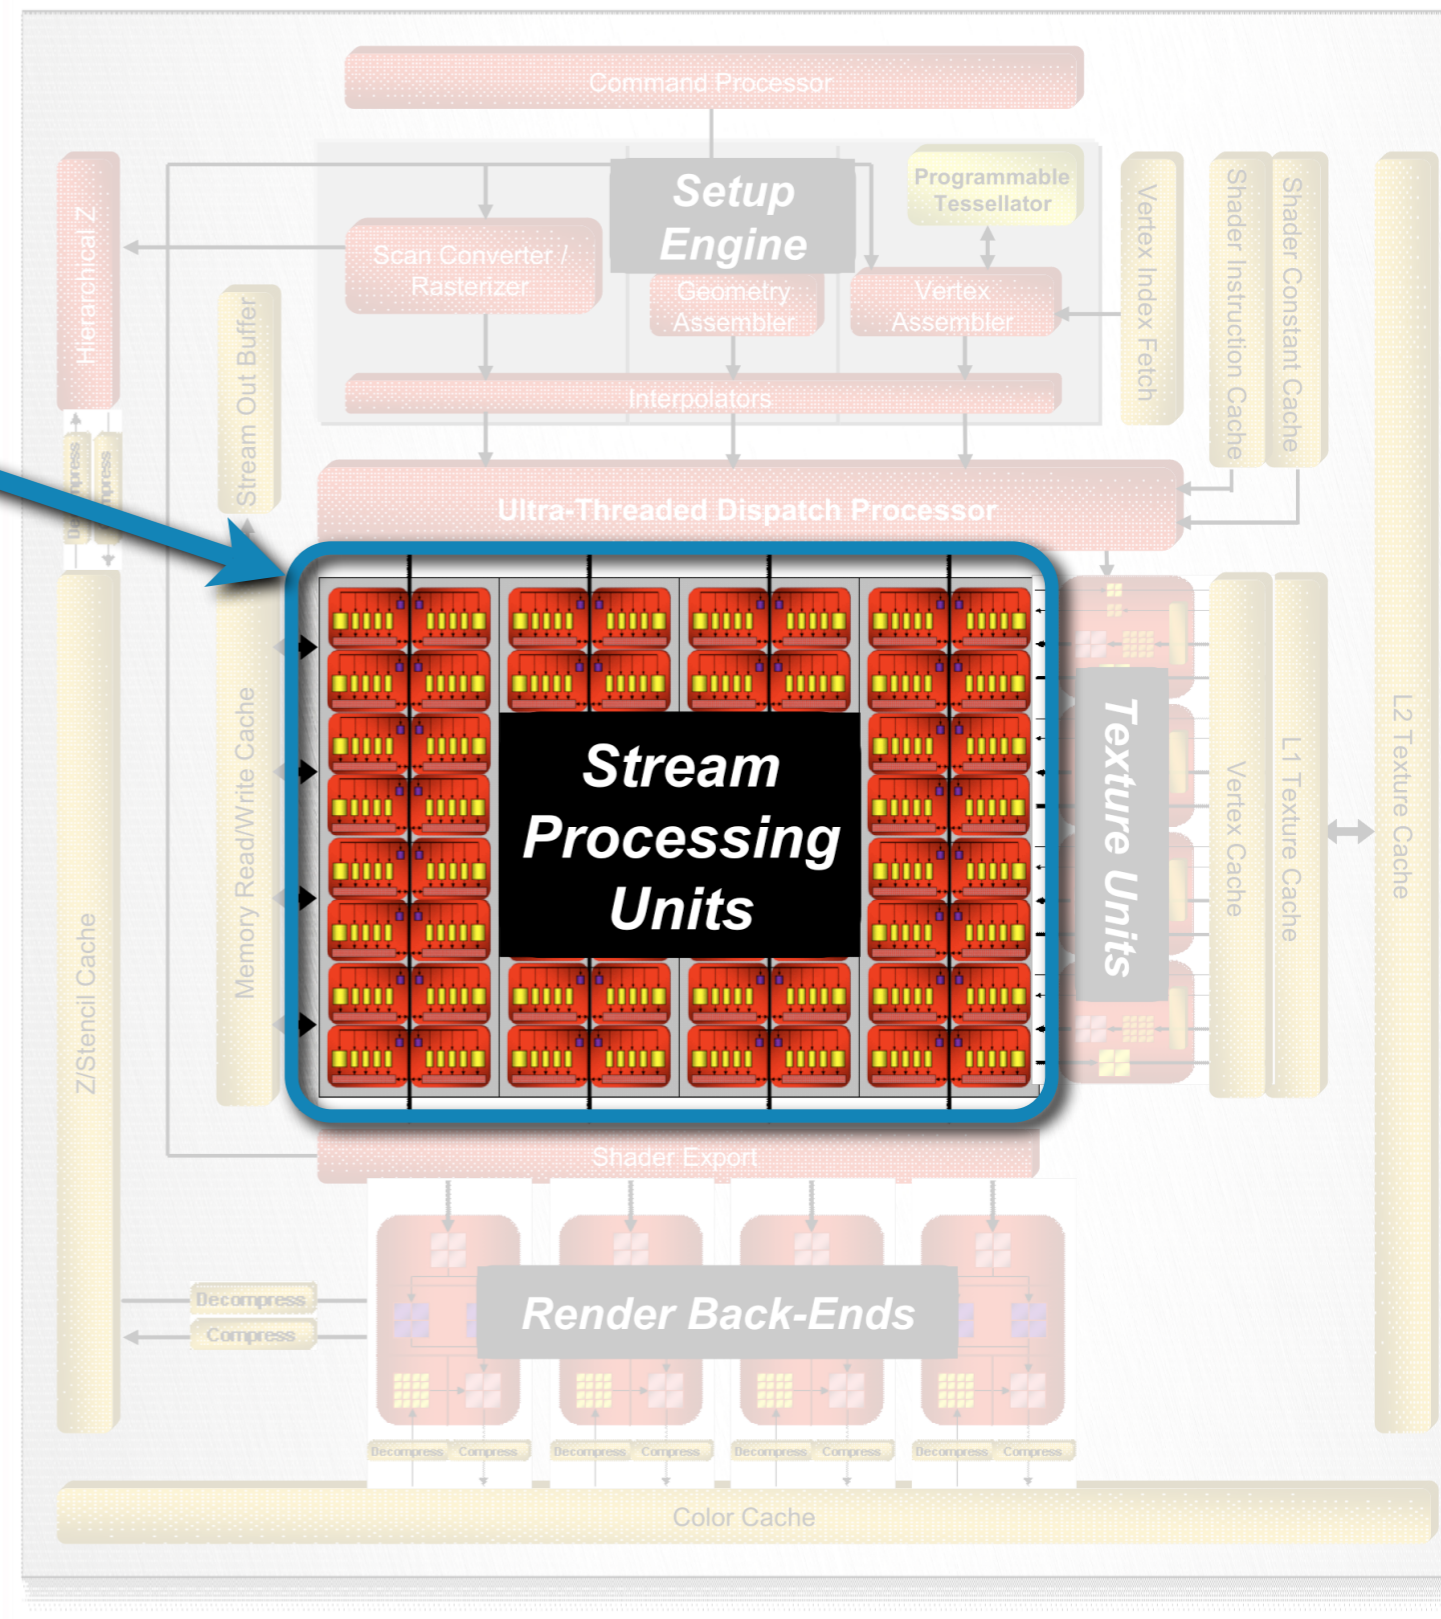 Command Processor
Setup
Engine
Programmable
Tessellator
Hierarchical Z
Scan Converter /
Rasterizer
Geometry
Assembler
Vertex
Assembler
Vertex Index Fetch
Shader Instruction Cache
Shader Constant Cache
Stream Out Buffer
Interpolators
Ultra-Threaded Dispatch Processor
Decompress
Compress
Stream
Processing
Units
Texture Units
Memory Read/Write Cache
Z/Stencil Cache
Vertex Cache
L1 Texture Cache
L2 Texture Cache
Shader Export
Decompress
Compress
Render Back-Ends
Decompress Compress
Decompress Compress
Decompress Compress
Decompress Compress
Color Cache